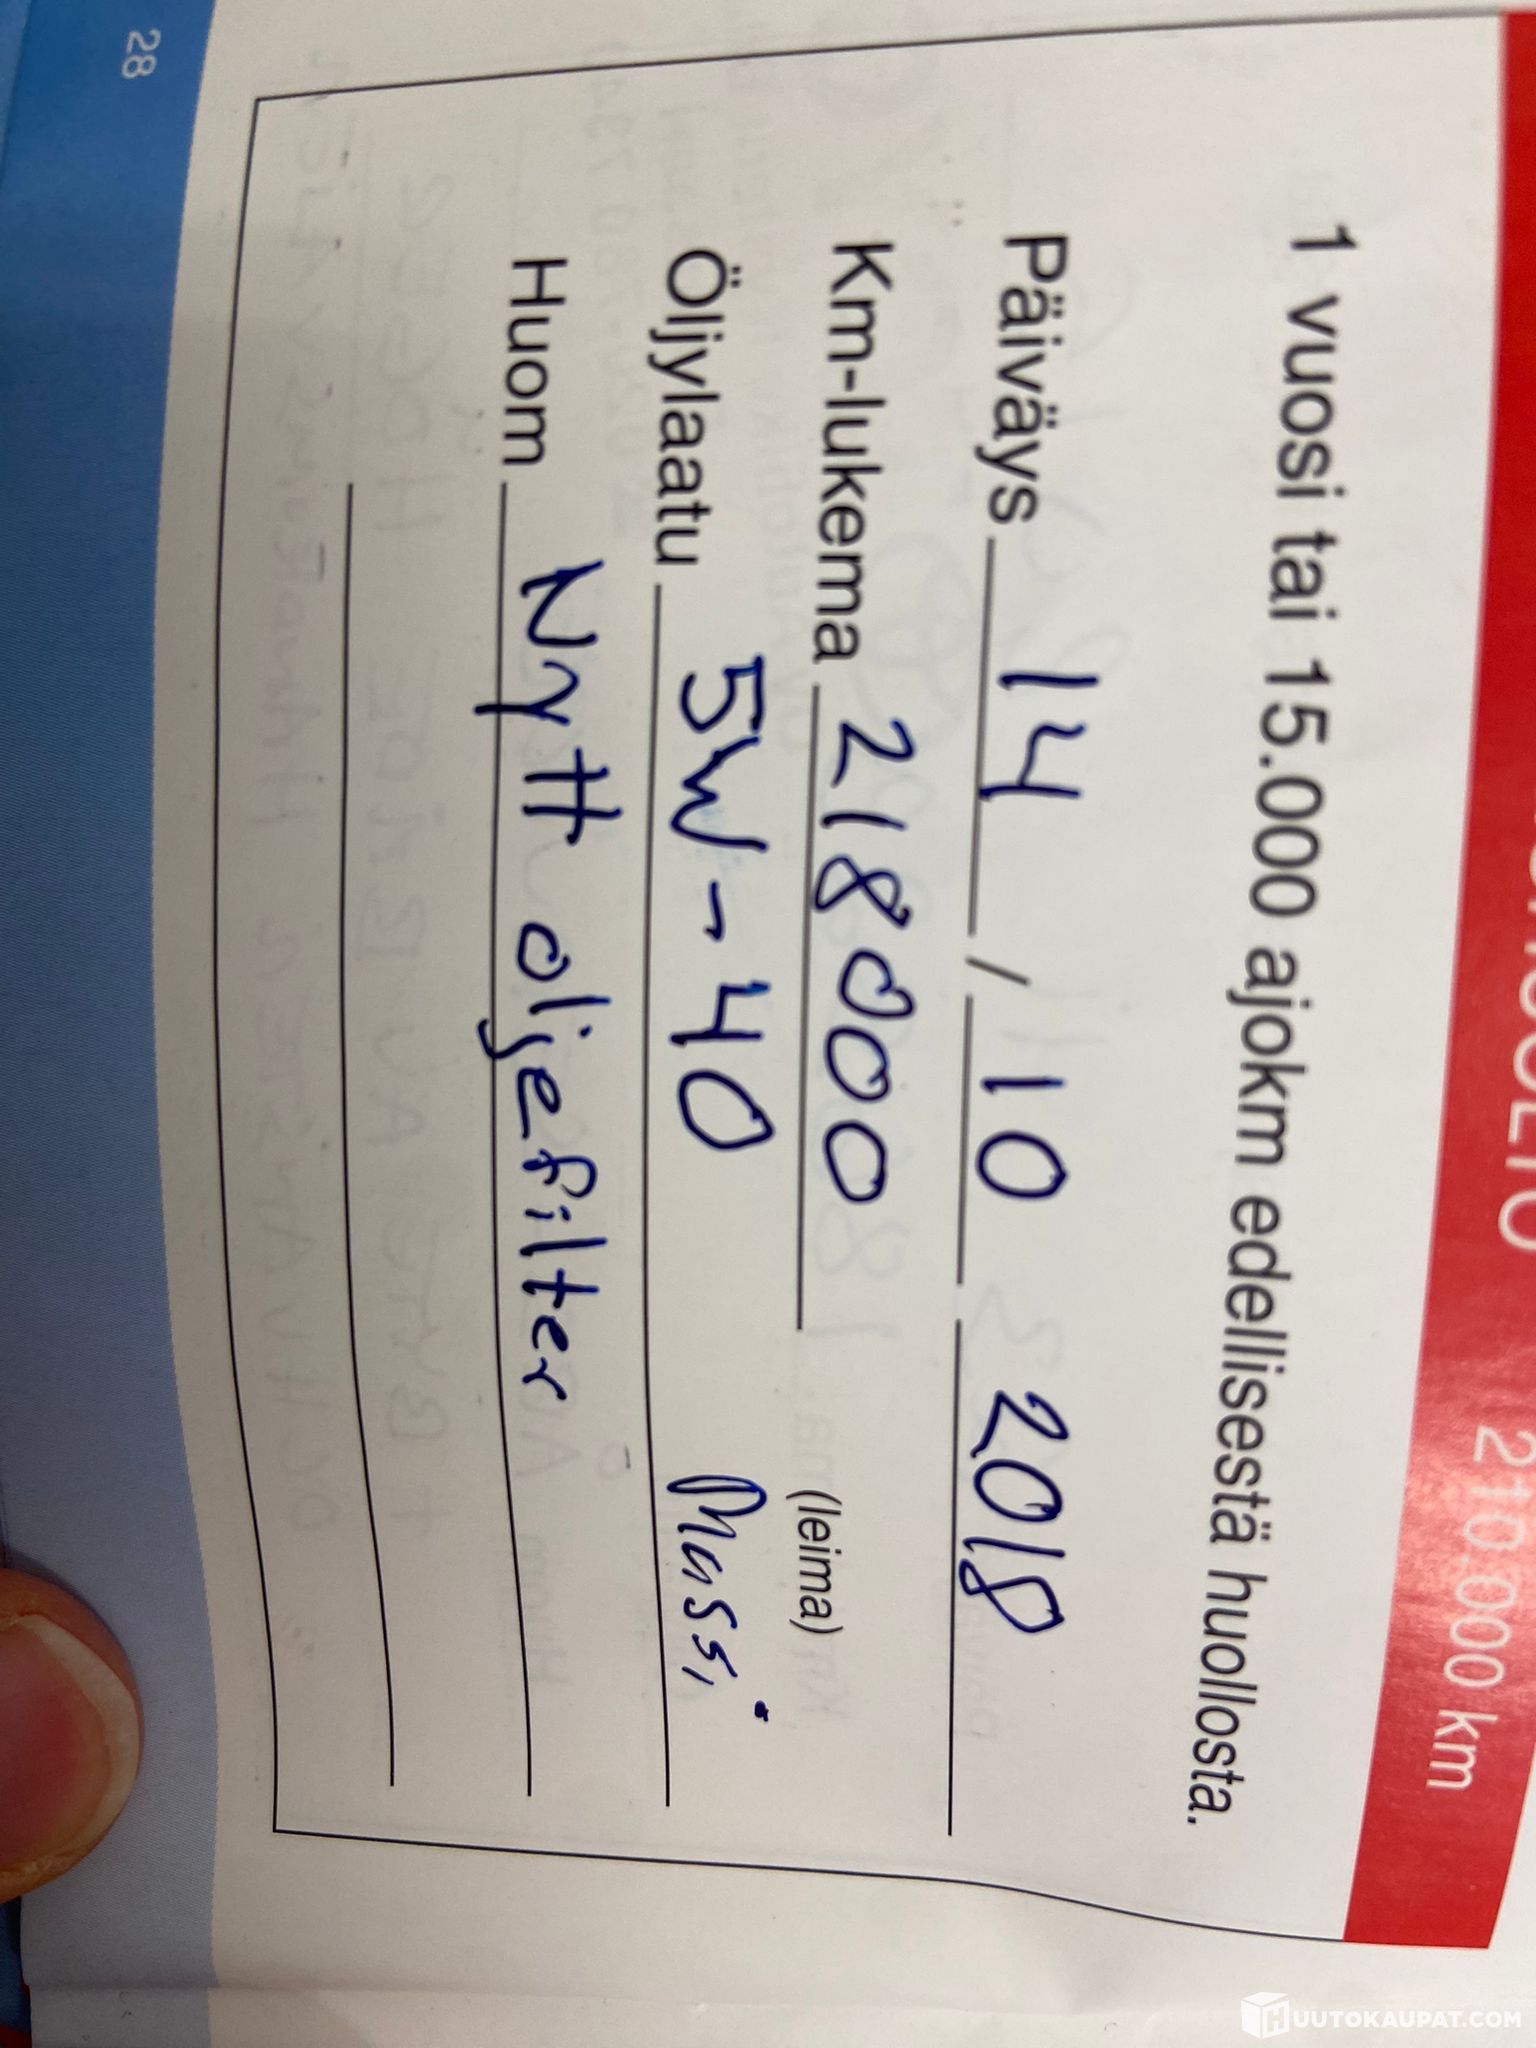 210.000 km
1 vuosi tai 15.000 ajokm edellisestä huollosta.
Päiväys 14 / 10 2018
Km-lukema 218000 (leima)
Öljylaatu 5W-40 Massi
Huom Nytt oljefilter
28
HUUTOKAUPAT.COM